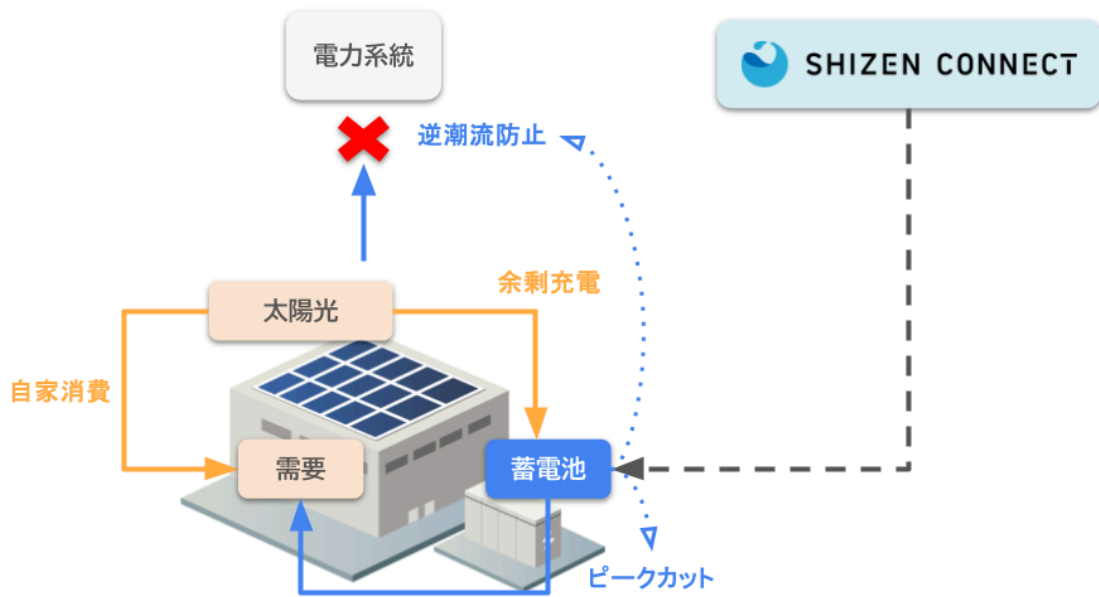 電力系統
SHIZEN CONNECT
逆潮流防止
余剰充電
太陽光
自家消費
需要
蓄電池
ピークカット